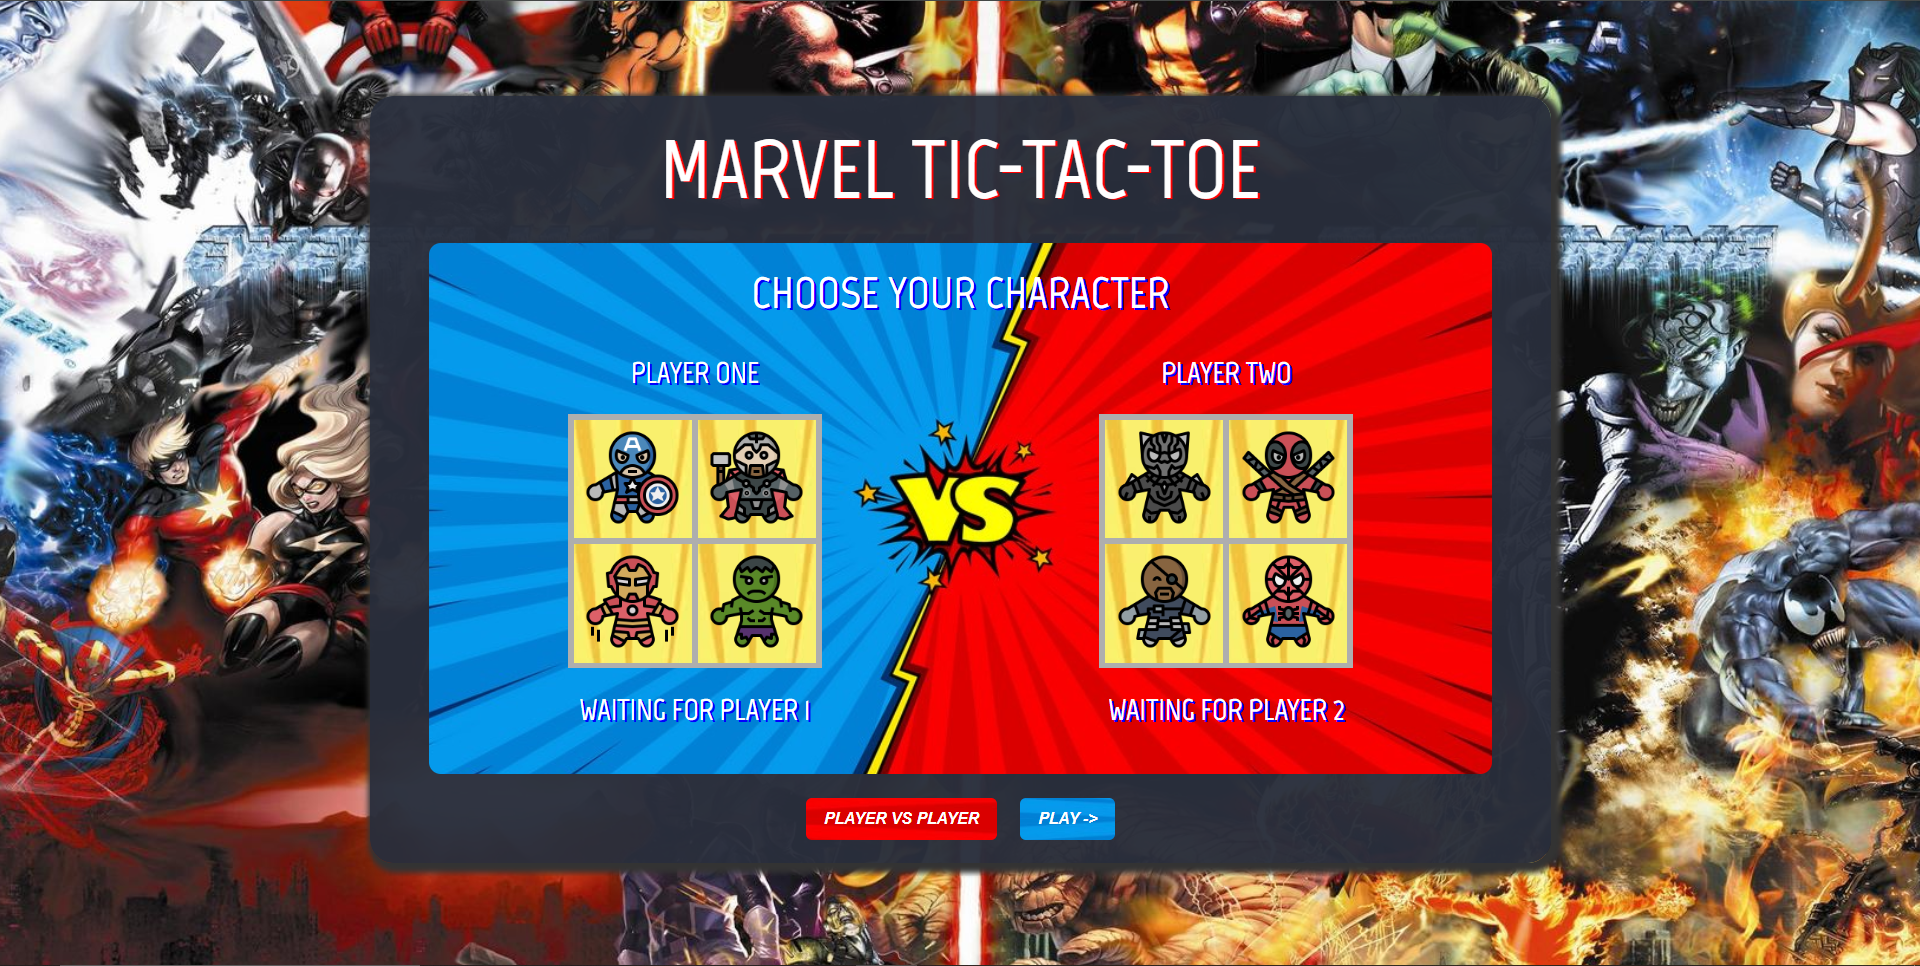 MARVEL TIC-TAC-TOE
CHOOSE YOUR CHARACTER
PLAYER ONE
PLAYER TWO
A
VS
WAITING FOR PLAYER 1
WAITING FOR PLAYER 2
PLAYER VS PLAYER
PLAY ->